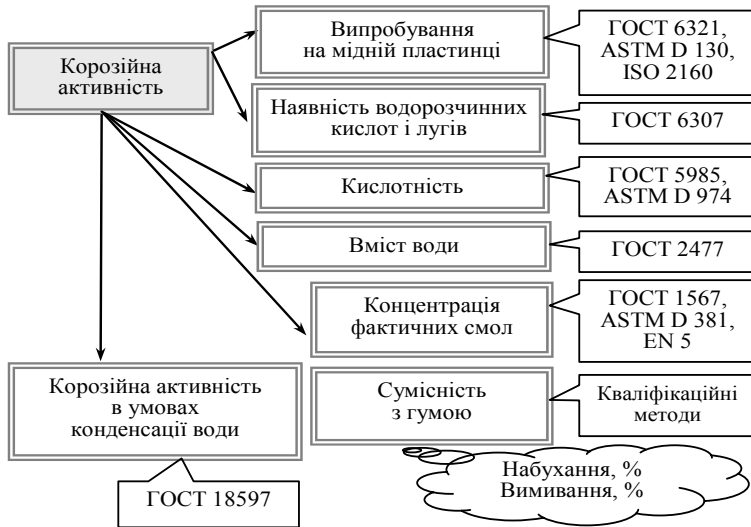 Корозійна
активність
Випробування
на мідній пластинці
ГОСТ 6321,
ASTM D 130,
ISO 2160
Наявність водорозчинних
кислот і лугів
ГОСТ 6307
Кислотність
ГОСТ 5985,
ASTM D 974
Вміст води
ГОСТ 2477
Концентрація
фактичних смол
ГОСТ 1567,
ASTM D 381,
EN 5
Корозійна активність
в умовах
конденсації води
ГОСТ 18597
Сумісність
з гумою
Кваліфікаційні
методи
Набухання, %
Вимивання, %